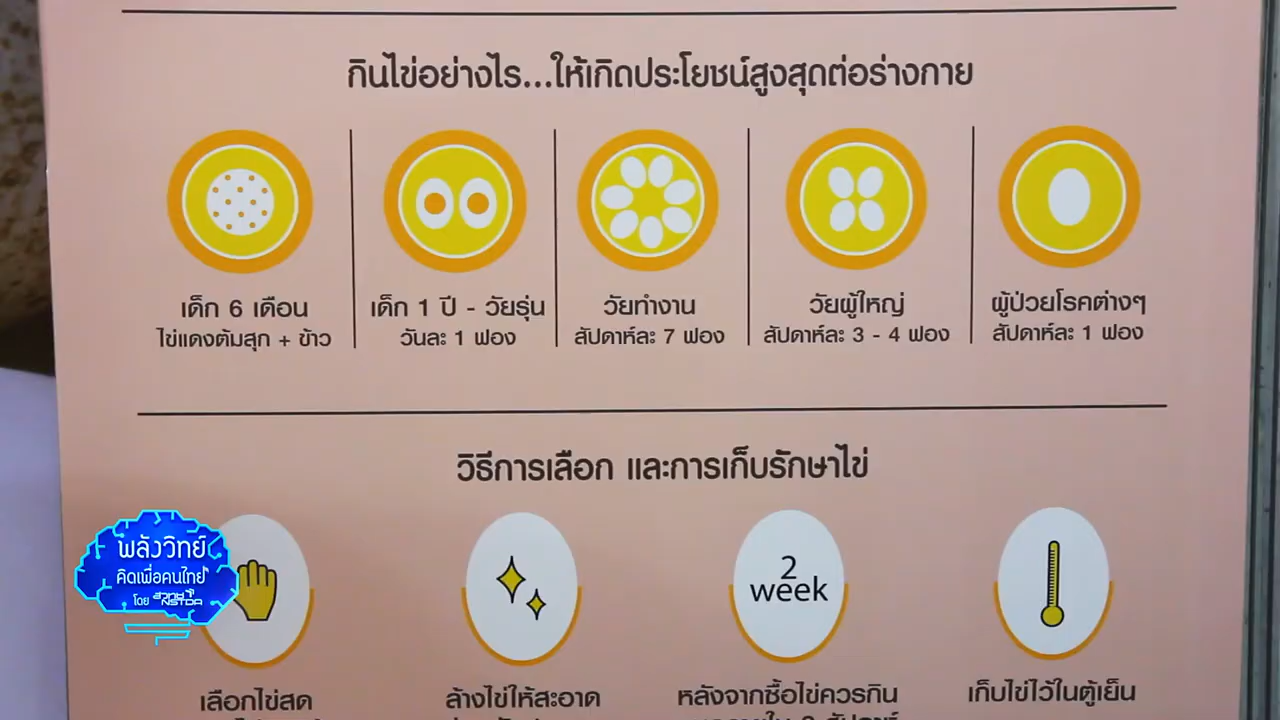 กินไข่อย่างไร...ให้เกิดประโยชน์สูงสุดต่อร่างกาย
เด็ก 6 เดือน
ไข่แดงต้มสุก + ข้าว
เด็ก 1 ปี - วัยรุ่น
วันละ 1 ฟอง
วัยทำงาน
สัปดาห์ละ 7 ฟอง
วัยผู้ใหญ่
สัปดาห์ละ 3 - 4 ฟอง
ผู้ป่วยโรคต่างๆ
สัปดาห์ละ 1 ฟอง
วิธีการเลือก และการเก็บรักษาไข่
พลังวิทย์
คิดเพื่อคนไทย
โดย สวทช NSTDA
2
week
เลือกไข่สด
ล้างไข่ให้สะอาด
หลังจากซื้อไข่ควรกิน
เก็บไข่ไว้ในตู้เย็น